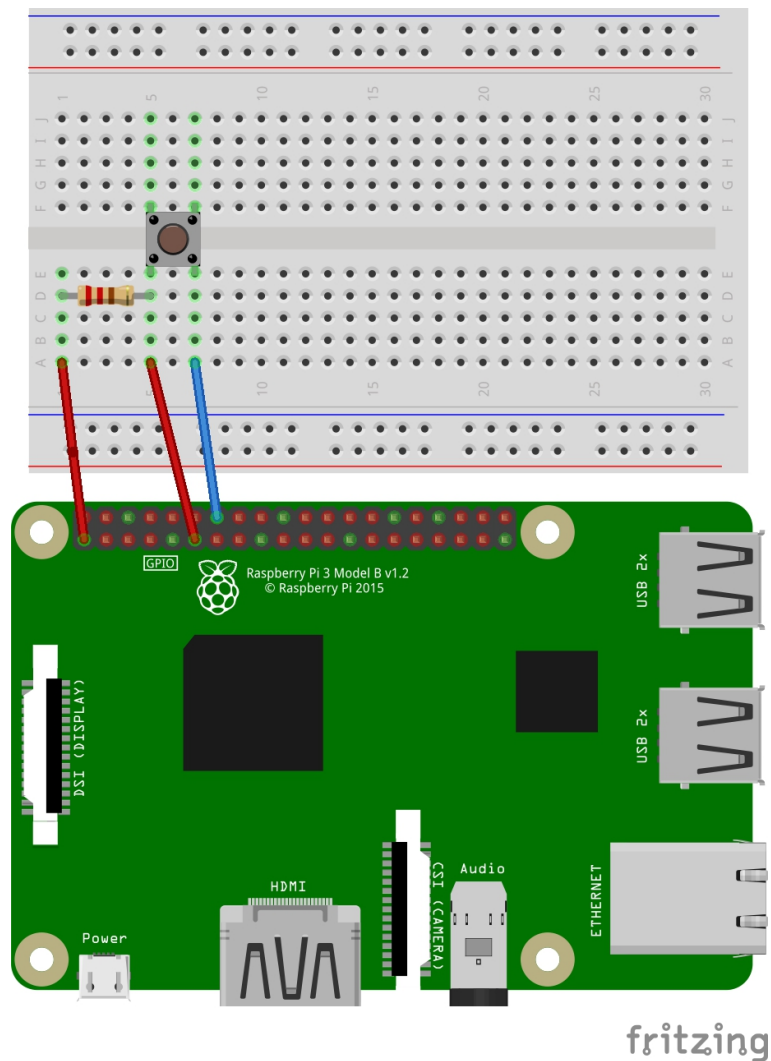 1 5 10 15 20 25 30
J J
I I
H H
G G
F F
E E
D D
C C
B B
A A
5 10 15 20 25 30
GPIO
Raspberry Pi 3 Model B v1.2
© Raspberry Pi 2015
USB 2x
DSI (DISPLAY)
USB 2x
Audio
CSI (CAMERA)
ETHERNET
HDMI
Power
fritzing